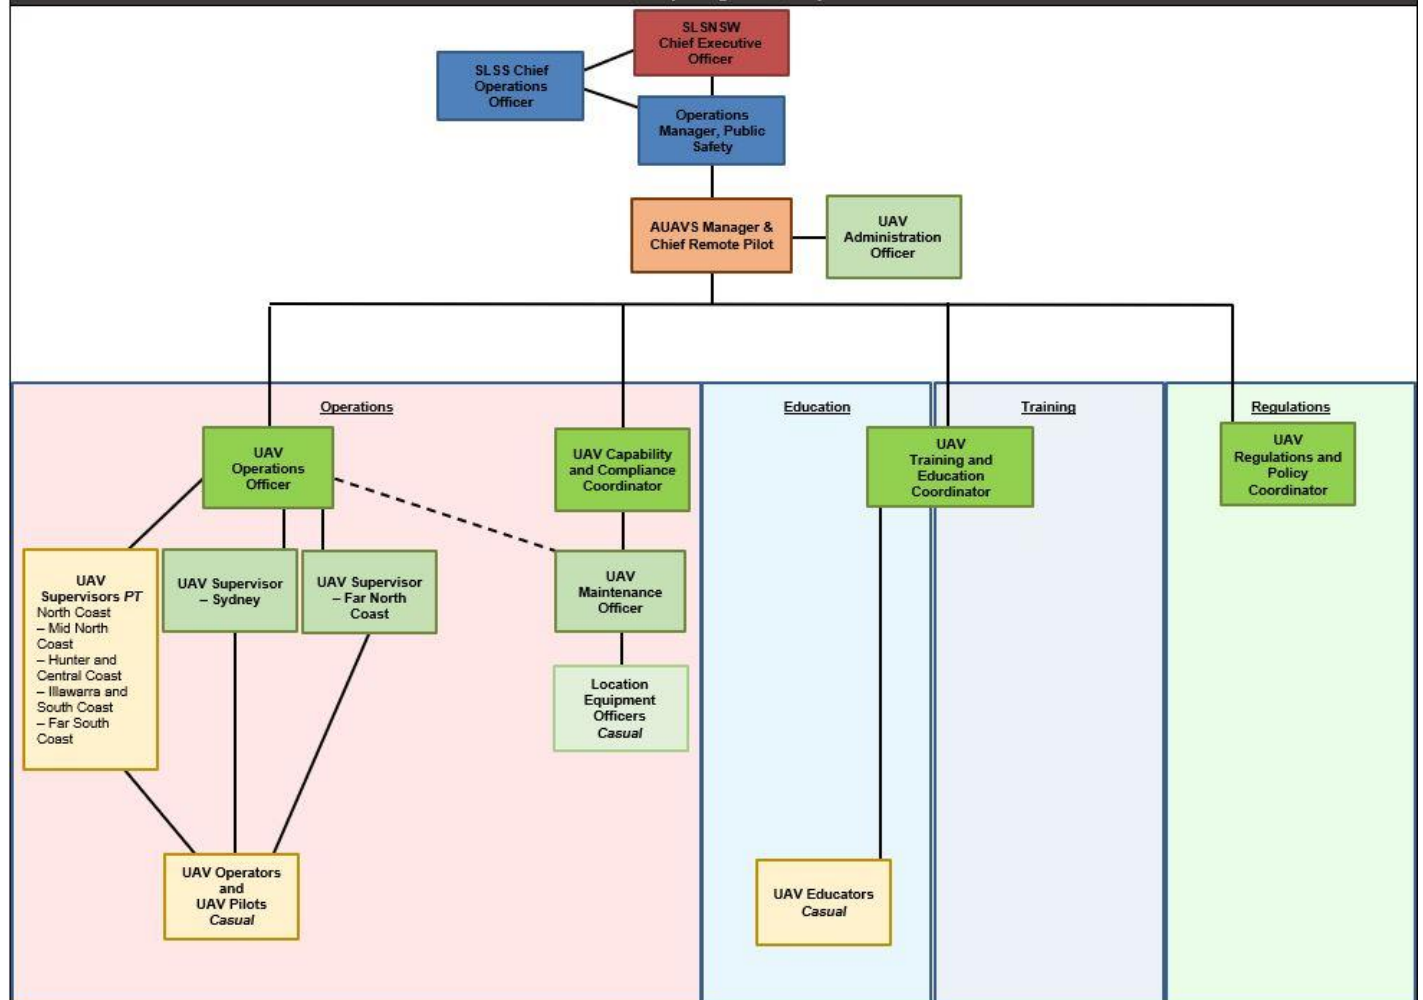 SLSNSW
Chief Executive
Officer
SLSS Chief
Operations
Officer
Operations
Manager, Public
Safety
AUAVS Manager &
Chief Remote Pilot
UAV
Administration
Officer
Operations
Education
Training
Regulations
UAV
Operations
Officer
UAV Capability
and Compliance
Coordinator
UAV
Training and
Education
Coordinator
UAV
Regulations and
Policy
Coordinator
UAV
Supervisors PT
North Coast
– Mid North
Coast
– Hunter and
Central Coast
– Illawarra and
South Coast
– Far South
Coast
UAV Supervisor
– Sydney
UAV Supervisor
– Far North
Coast
UAV
Maintenance
Officer
Location
Equipment
Officers
Casual
UAV Operators
and
UAV Pilots
Casual
UAV Educators
Casual